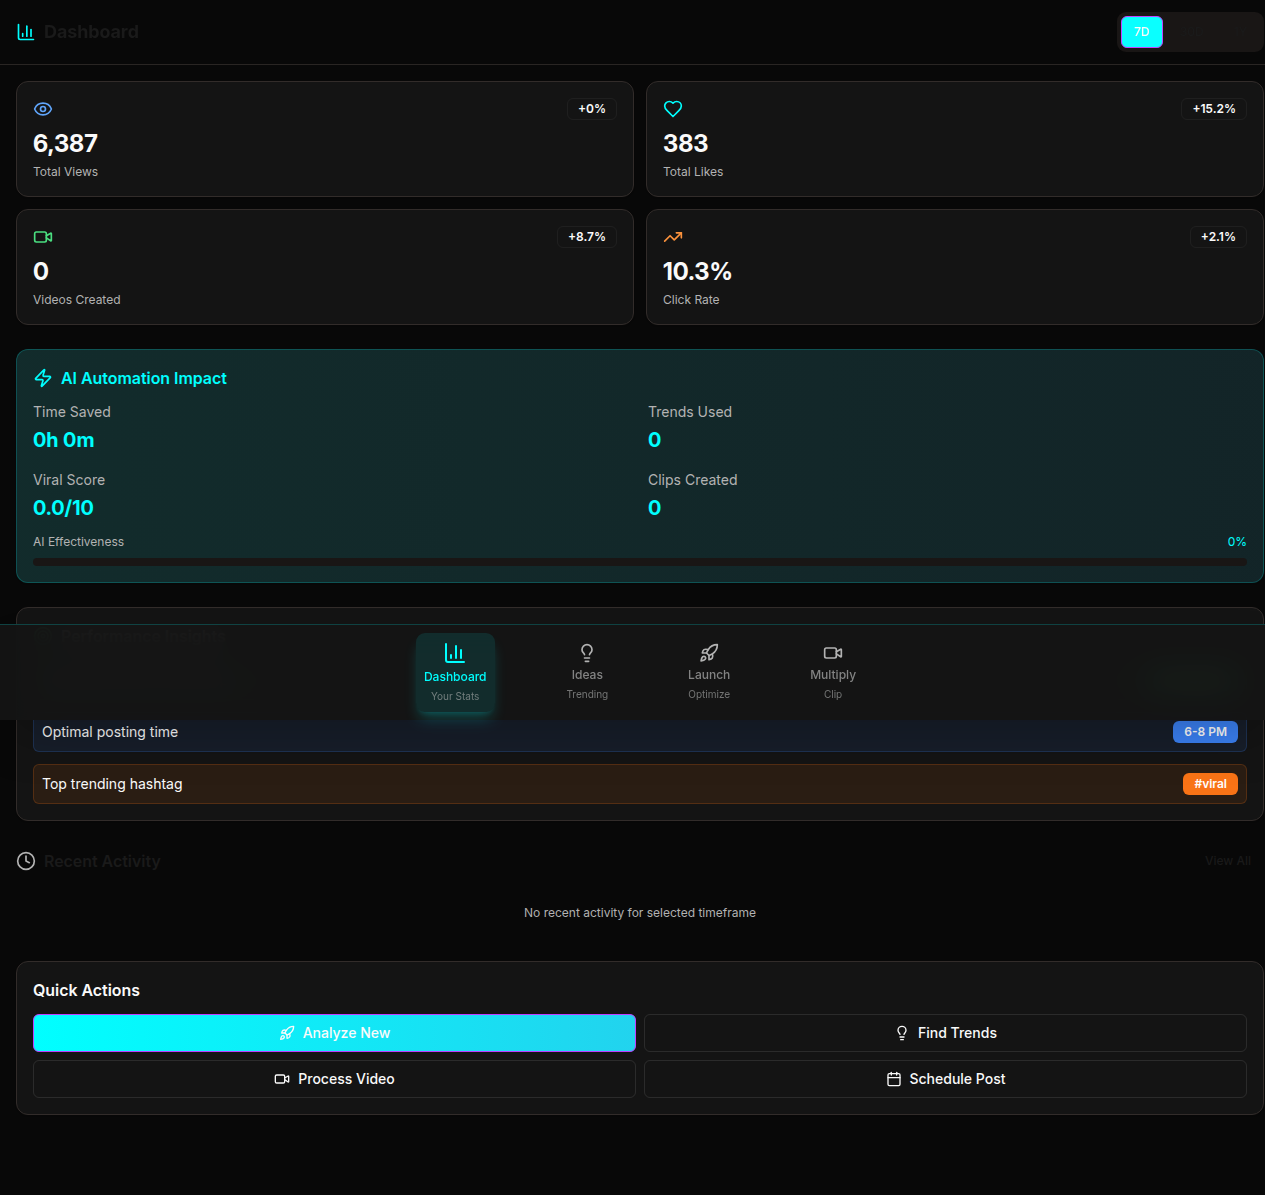 Dashboard
7D
+0%
6,387
Total Views
+15.2%
383
Total Likes
+8.7%
0
Videos Created
+2.1%
10.3%
Click Rate
AI Automation Impact
Time Saved
0h 0m
Trends Used
0
Viral Score
0.0/10
Clips Created
0
AI Effectiveness
0%
Performance Insights
Dashboard
Your Stats
Ideas
Trending
Launch
Optimize
Multiply
Clip
Optimal posting time
6-8 PM
Top trending hashtag
#viral
Recent Activity
View All
No recent activity for selected timeframe
Quick Actions
Analyze New
Find Trends
Process Video
Schedule Post